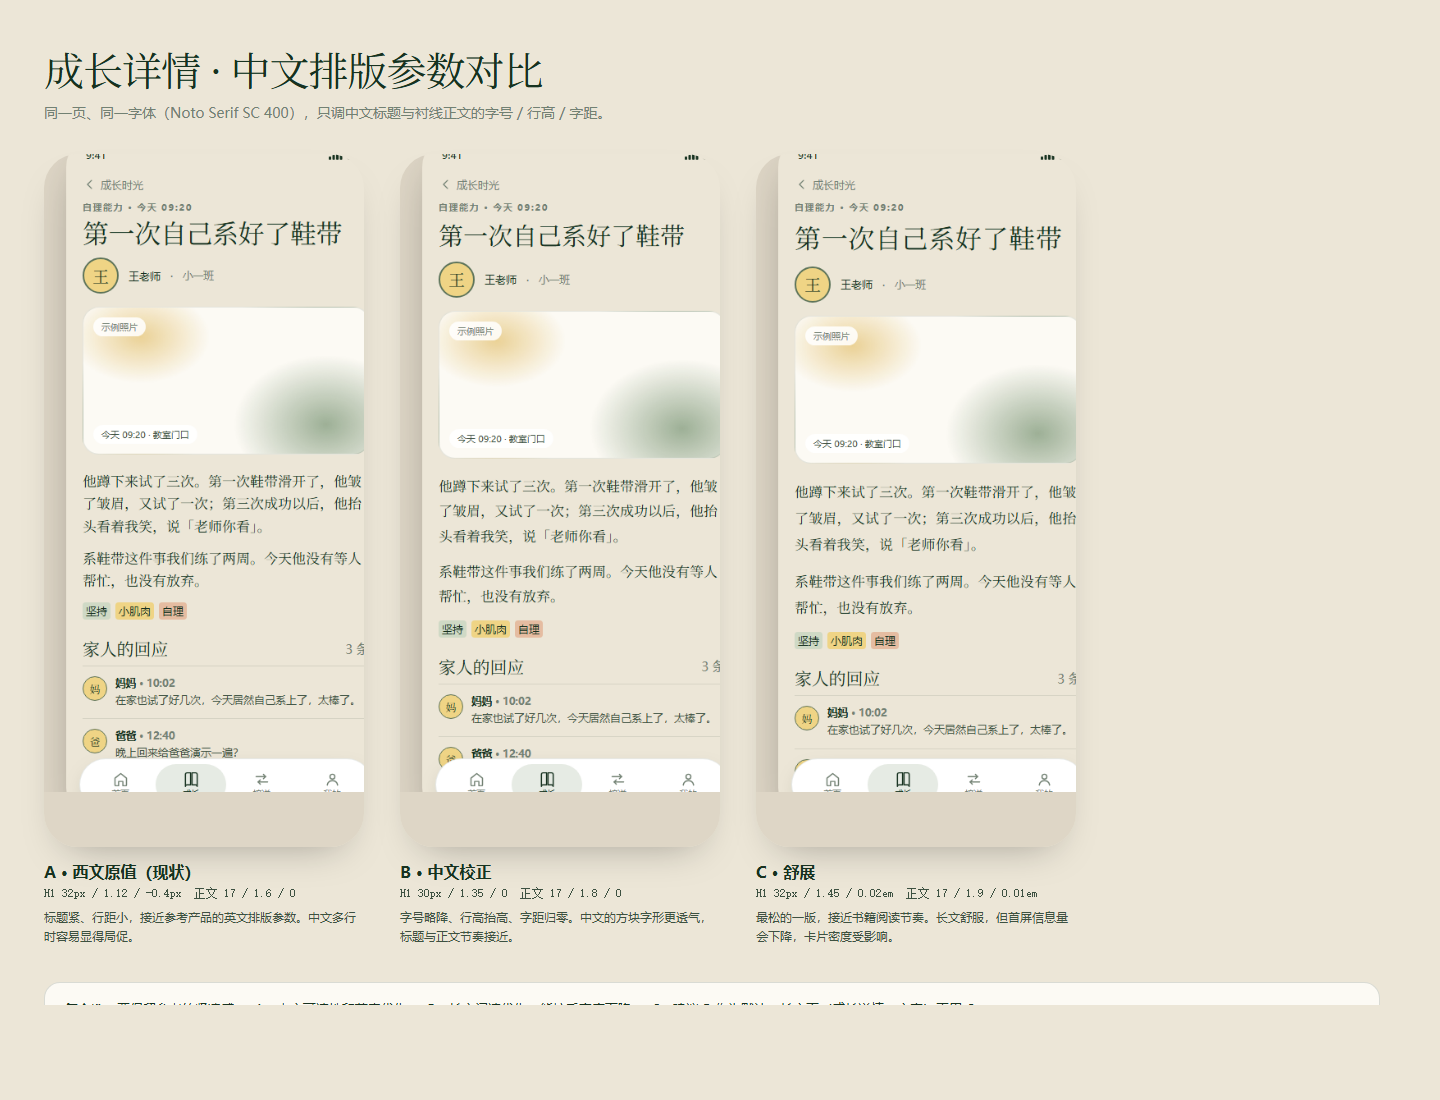 成长详情 · 中文排版参数对比
同一页、同一字体（Noto Serif SC 400），只调中文标题与衬线正文的字号 / 行高 / 字距。
9:41
成长时光
自理能力 • 今天 09:20
第一次自己系好了鞋带
王
王老师 · 小一班
示例照片
今天 09:20 · 教室门口
他蹲下来试了三次。第一次鞋带滑开了，他皱
了皱眉，又试了一次；第三次成功以后，他抬
头看着我笑，说「老师你看」。
系鞋带这件事我们练了两周。今天他没有等人
帮忙，也没有放弃。
坚持 小肌肉 自理
家人的回应
3 条
妈
妈妈 • 10:02
在家也试了好几次，今天居然自己系上了，太棒了。
爸
爸爸 • 12:40
晚上回来给爸爸演示一遍？
A • 西文原值（现状）
H1 32px / 1.12 / -0.4px 正文 17 / 1.6 / 0
标题紧、行距小，接近参考产品的英文排版参数。中文多行
时容易显得局促。
9:41
成长时光
自理能力 • 今天 09:20
第一次自己系好了鞋带
王
王老师 · 小一班
示例照片
今天 09:20 · 教室门口
他蹲下来试了三次。第一次鞋带滑开了，他皱
了皱眉，又试了一次；第三次成功以后，他抬
头看着我笑，说「老师你看」。
系鞋带这件事我们练了两周。今天他没有等人
帮忙，也没有放弃。
坚持 小肌肉 自理
家人的回应
3 条
妈
妈妈 • 10:02
在家也试了好几次，今天居然自己系上了，太棒了。
爸爸 • 12:40
B • 中文校正
H1 30px / 1.35 / 0 正文 17 / 1.8 / 0
字号略降、行高抬高、字距归零。中文的方块字形更透气，
标题与正文节奏接近。
9:41
成长时光
自理能力 • 今天 09:20
第一次自己系好了鞋带
王
王老师 · 小一班
示例照片
今天 09:20 · 教室门口
他蹲下来试了三次。第一次鞋带滑开了，他皱
了皱眉，又试了一次；第三次成功以后，他抬
头看着我笑，说「老师你看」。
系鞋带这件事我们练了两周。今天他没有等人
帮忙，也没有放弃。
坚持 小肌肉 自理
家人的回应
3 条
妈
妈妈 • 10:02
在家也试了好几次，今天居然自己系上了，太棒了。
C • 舒展
H1 32px / 1.45 / 0.02em 正文 17 / 1.9 / 0.01em
最松的一版，接近书籍阅读节奏。长文舒服，但首屏信息量
会下降，卡片密度受影响。